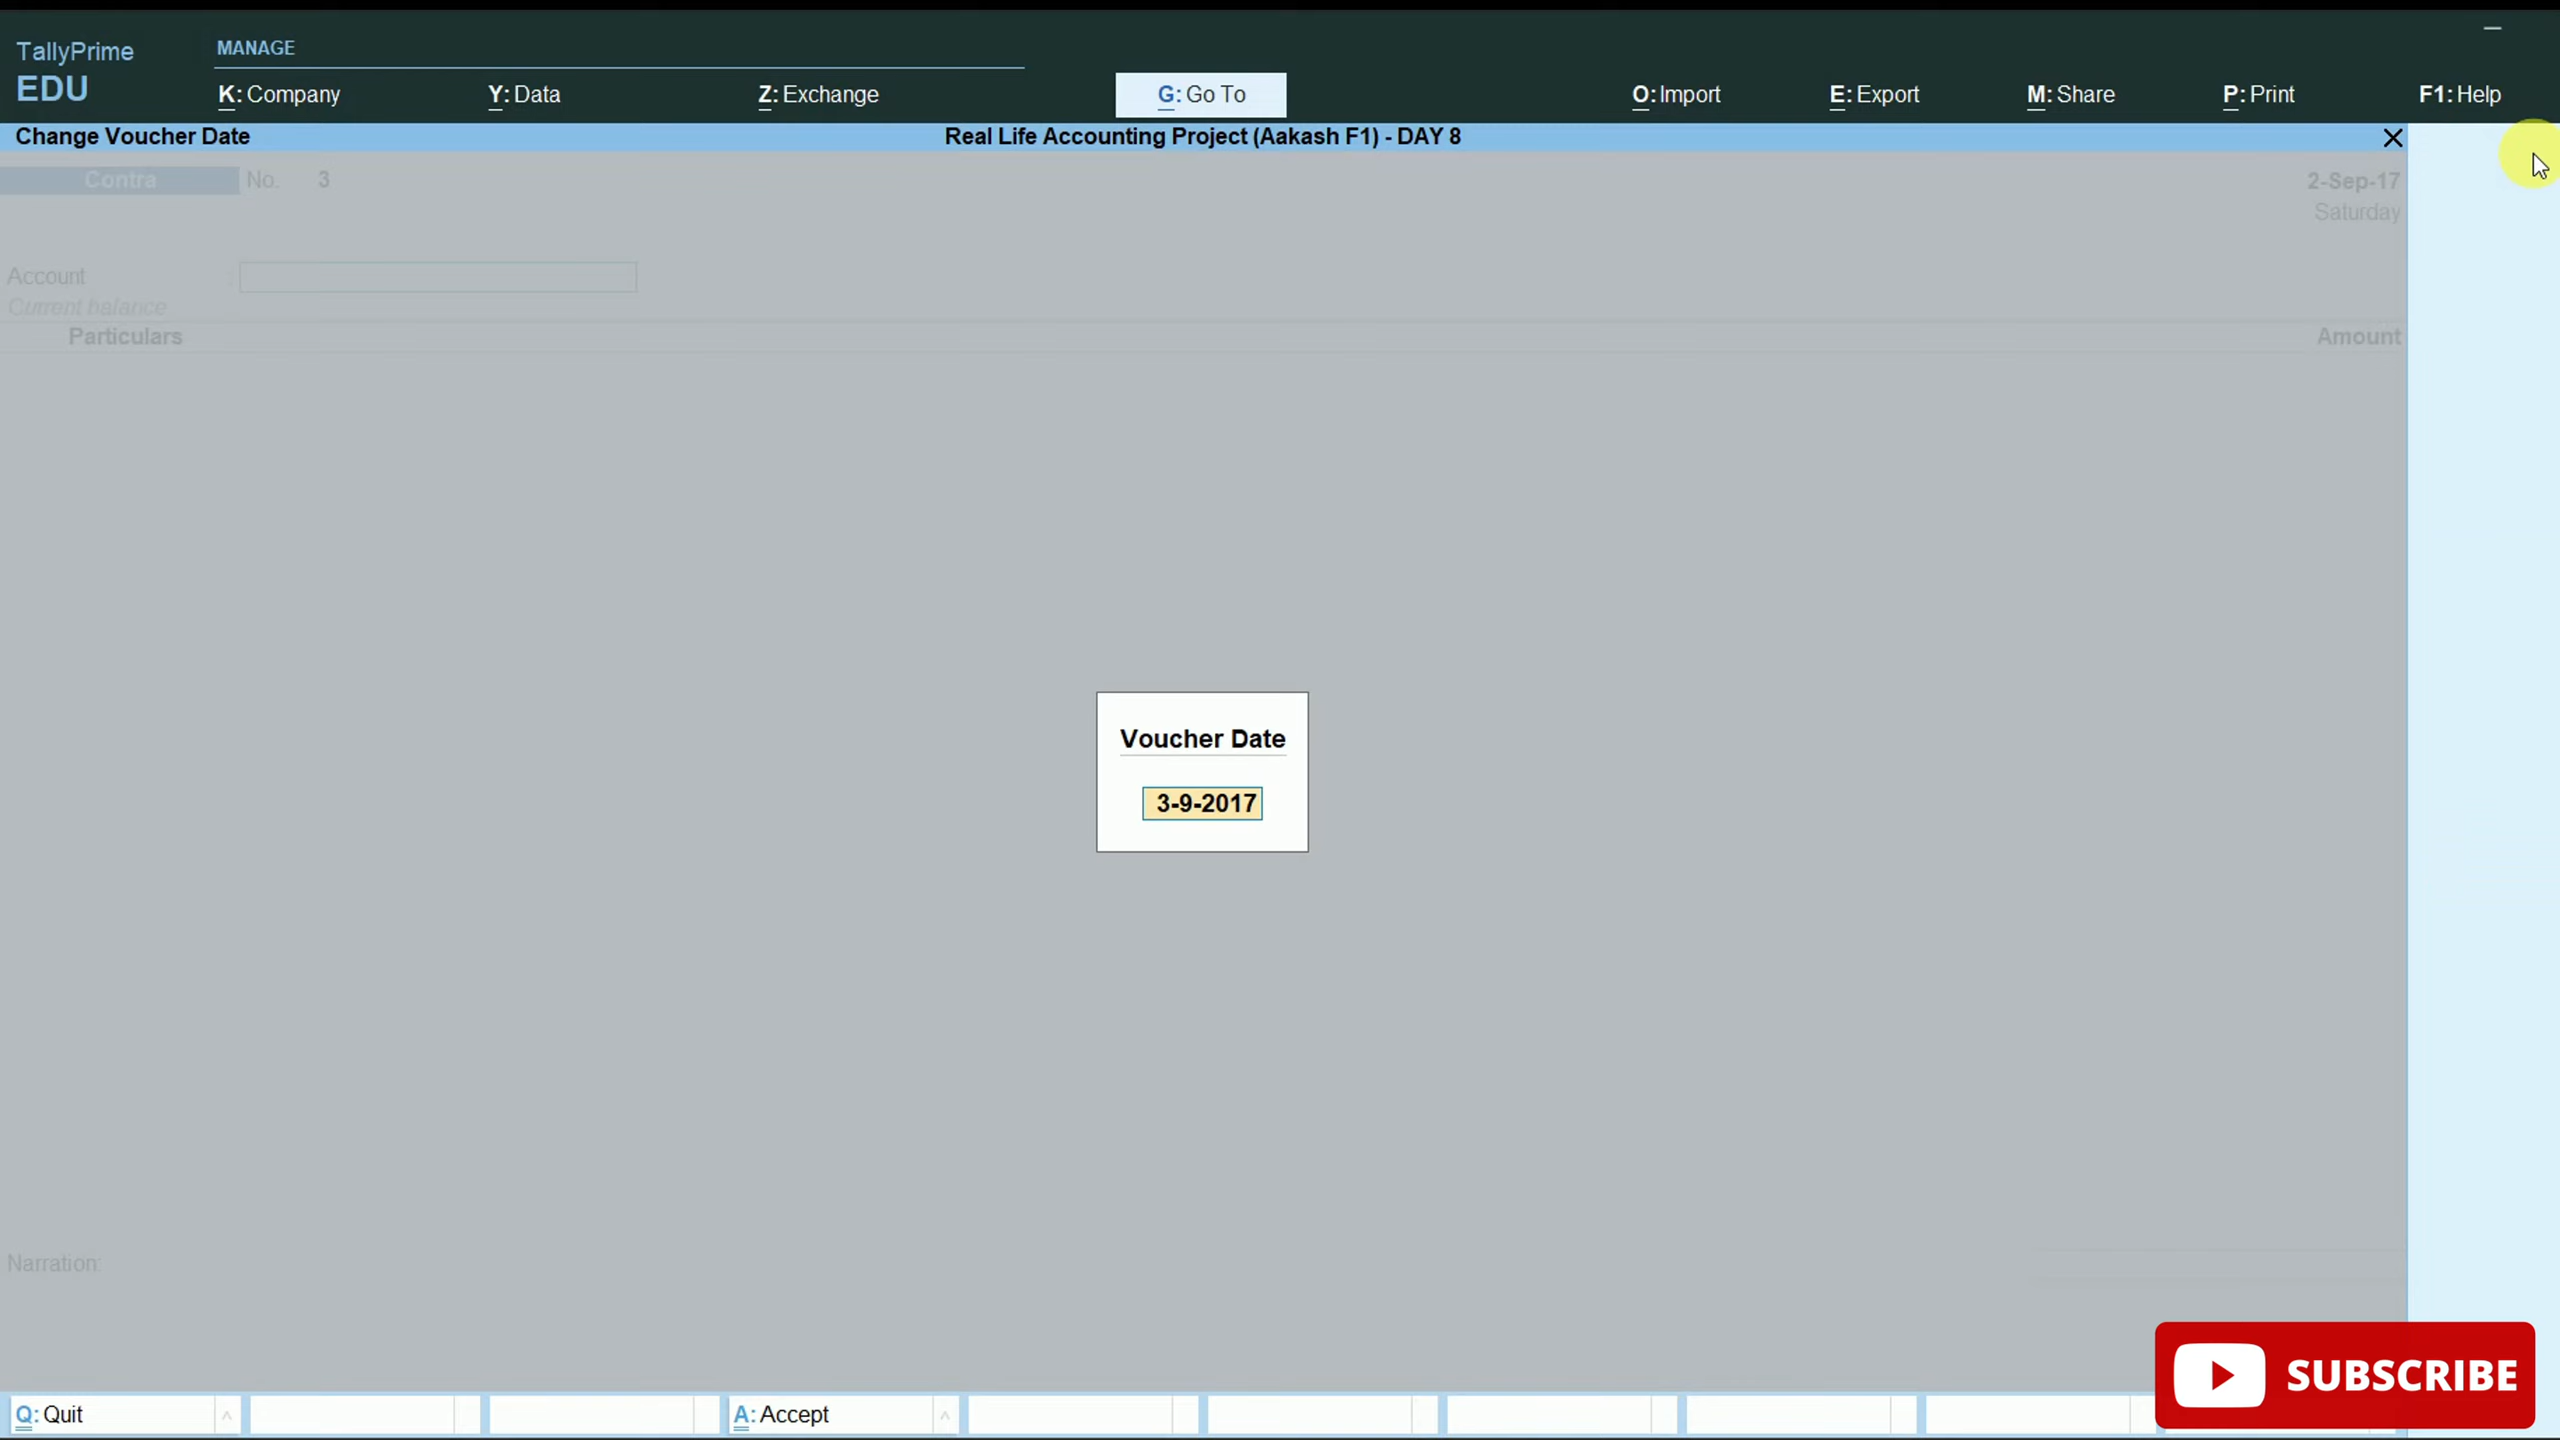 TallyPrime
EDU
MANAGE
K: Company
Y: Data
Z: Exchange
G: Go To
O: Import
E: Export
M: Share
P: Print
F1: Help
Change Voucher Date
Real Life Accounting Project (Aakash F1) - DAY 8
Contra No. 3
2-Sep-17
Saturday
Account :
Current balance
Particulars
Amount
Voucher Date
3-9-2017
Narration:
SUBSCRIBE
Q: Quit
A: Accept